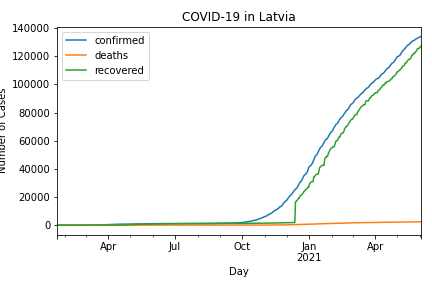 COVID-19 in Latvia
140000
120000
100000
80000
60000
40000
20000
0
Number of Cases
confirmed
deaths
recovered
Apr
Jul
Oct
Jan
2021
Apr
Day